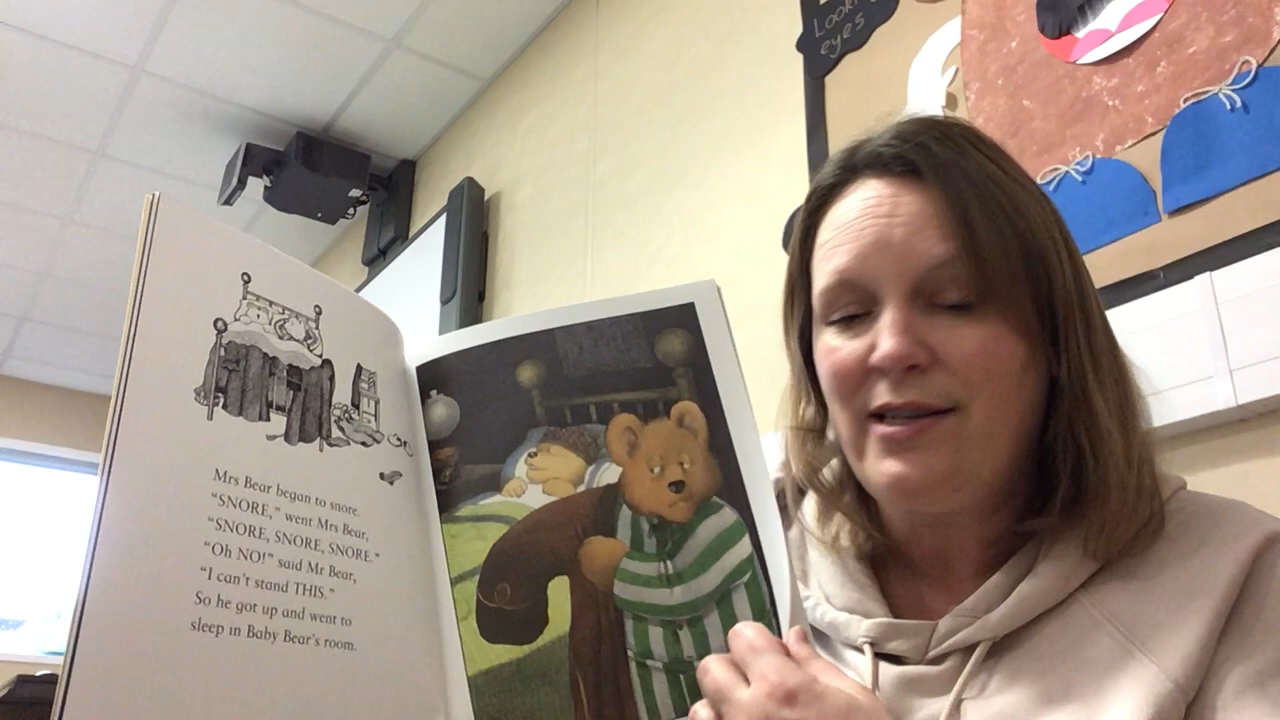 Looking
eyes
Mrs Bear began to snore.
“SNORE,” went Mrs Bear,
“SNORE, SNORE, SNORE.”
“Oh NO!” said Mr Bear,
“I can't stand THIS.”
So he got up and went to
sleep in Baby Bear's room.